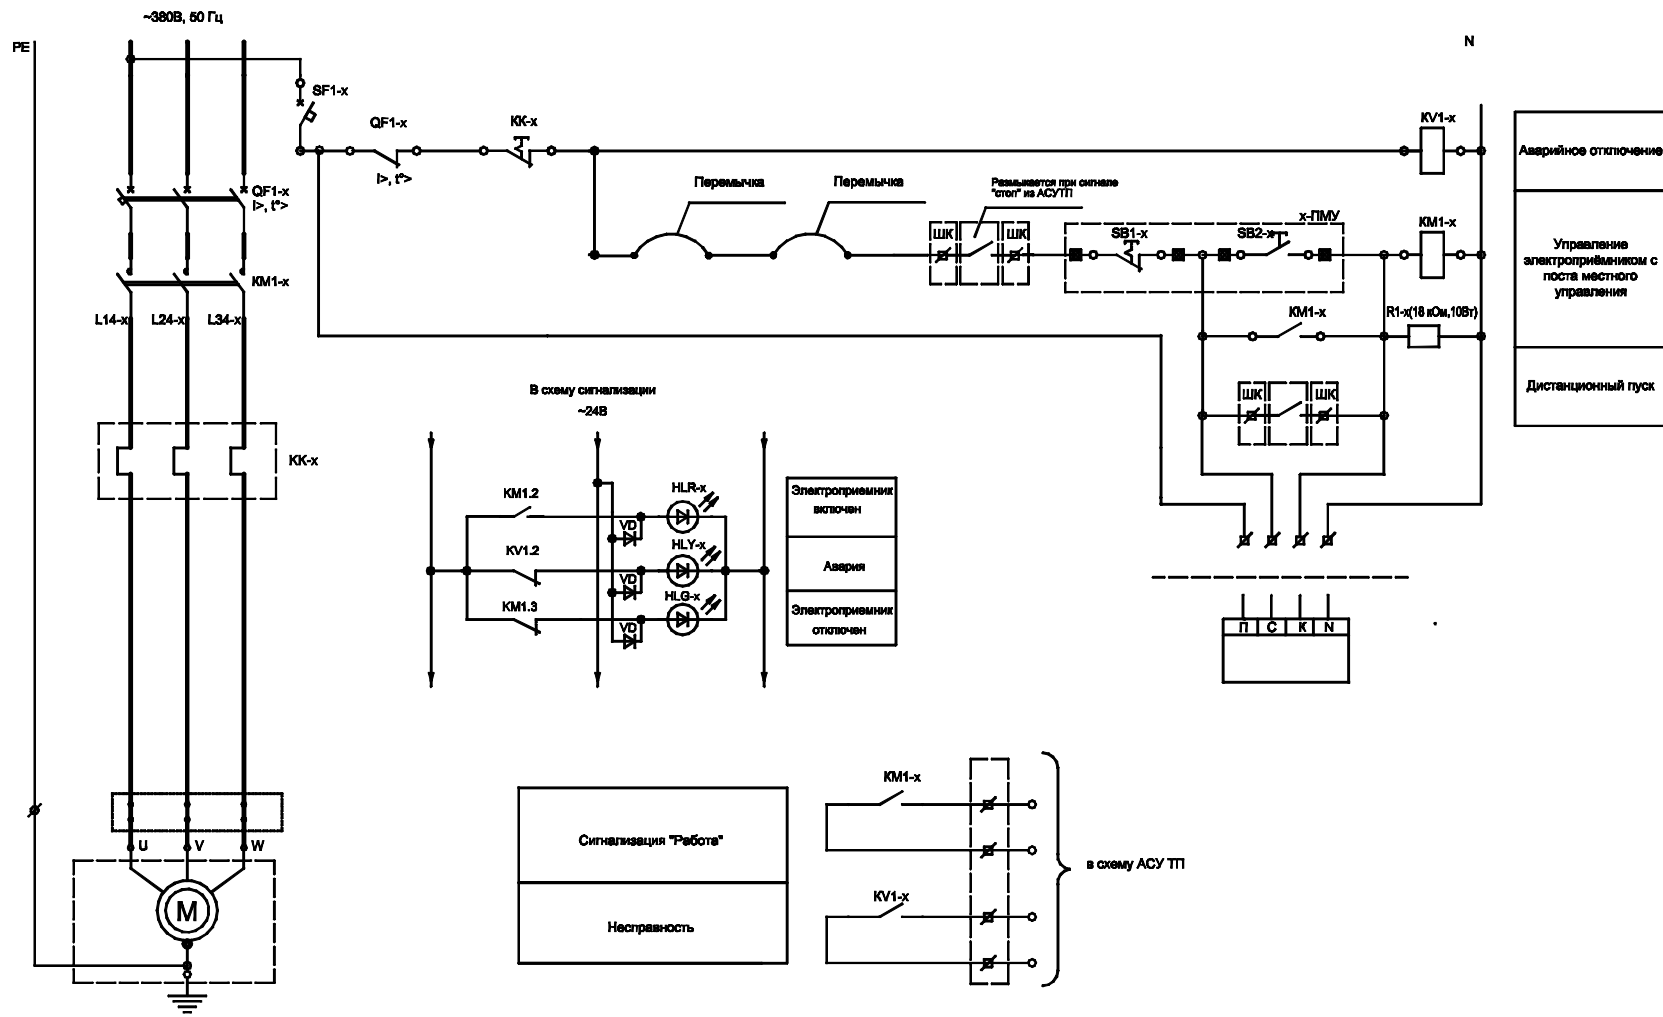 ~380В, 50 Гц
PE
N
SF1-x
QF1-x
I>, t°>
КК-x
KV1-x
Аварийное отключение
QF1-x
I>, t°>
Перемычка
Перемычка
Размыкается при сигнале
"стоп" из АСУТП
x-ПМУ
KM1-x
ШК
ШК
SB1-x
SB2-x
Управление
электроприёмником с
поста местного
управления
KM1-x
L14-x
L24-x
L34-x
KM1-x
R1-x(18 кОм,10Вт)
Дистанционный пуск
ШК
ШК
В схему сигнализации
~24В
КК-x
KM1.2
HLR-x
VD
Электроприемник
включен
KV1.2
HLY-x
VD
Авария
KM1.3
HLG-x
VD
Электроприемник
отключен
П
С
К
N
KM1-x
Сигнализация "Работа"
в схему АСУ ТП
KV1-x
Несправность
U
V
W
M